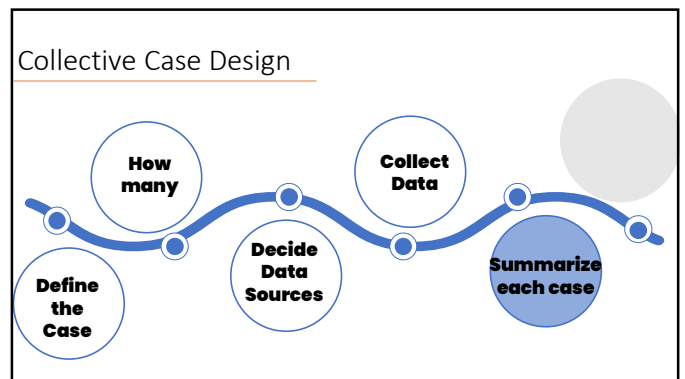 Collective Case Design
Define
the
Case
How
many
Decide
Data
Sources
Collect
Data
Summarize
each case